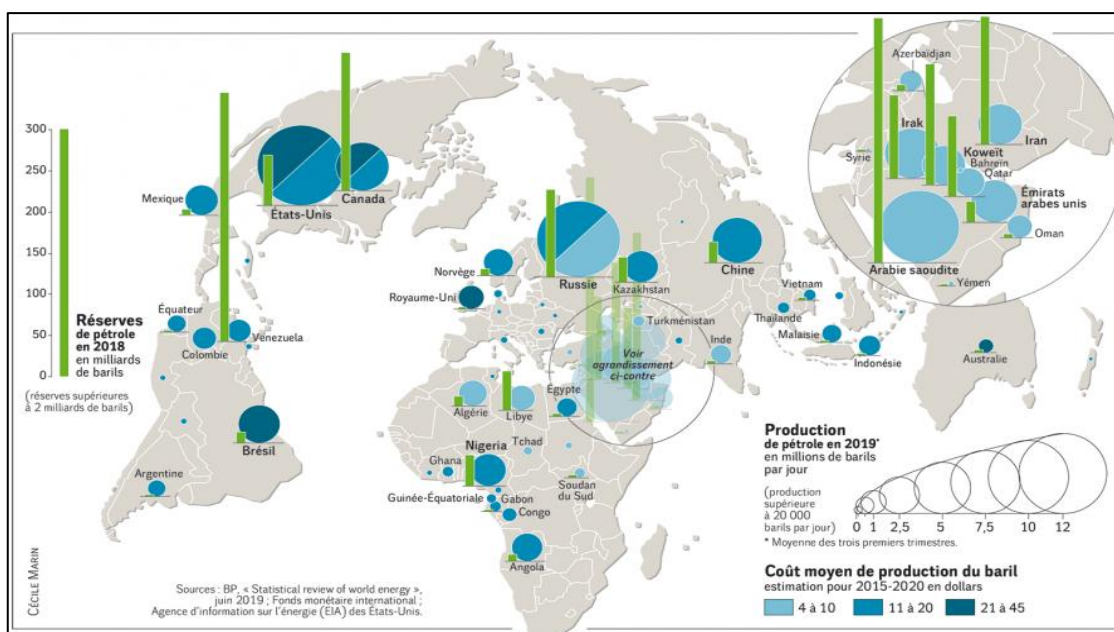 300
250
200
150
100
50
0
Réserves
de pétrole
en 2018
en milliards
de barils
(réserves supérieures
à 2 milliards de barils)
Mexique
États-Unis
Canada
Équateur
Colombie
Venezuela
Brésil
Argentine
Norvège
Royaume-Uni
Russie
Kazakhstan
Chine
Turkménistan
Voir
agrandissement
ci-contre
Inde
Vietnam
Thaïlande
Malaisie
Indonésie
Australie
Algérie
Libye
Égypte
Tchad
Nigeria
Ghana
Soudan
du Sud
Guinée-Équatoriale
Gabon
Congo
Angola
Azerbaïdjan
Irak
Syrie
Koweït
Bahreïn
Qatar
Iran
Émirats
arabes unis
Oman
Arabie saoudite
Yémen
Production
de pétrole en 2019*
en millions de barils
par jour
(production
supérieure
à 20 000
barils par jour)
0 1 2,5 5 7,5 10 12
* Moyenne des trois premiers trimestres.
Coût moyen de production du baril
estimation pour 2015-2020 en dollars
4 à 10 11 à 20 21 à 45
CÉCILE MARIN
Sources : BP, « Statistical review of world energy »,
juin 2019 ; Fonds monétaire international ;
Agence d'information sur l'énergie (EIA) des États-Unis.